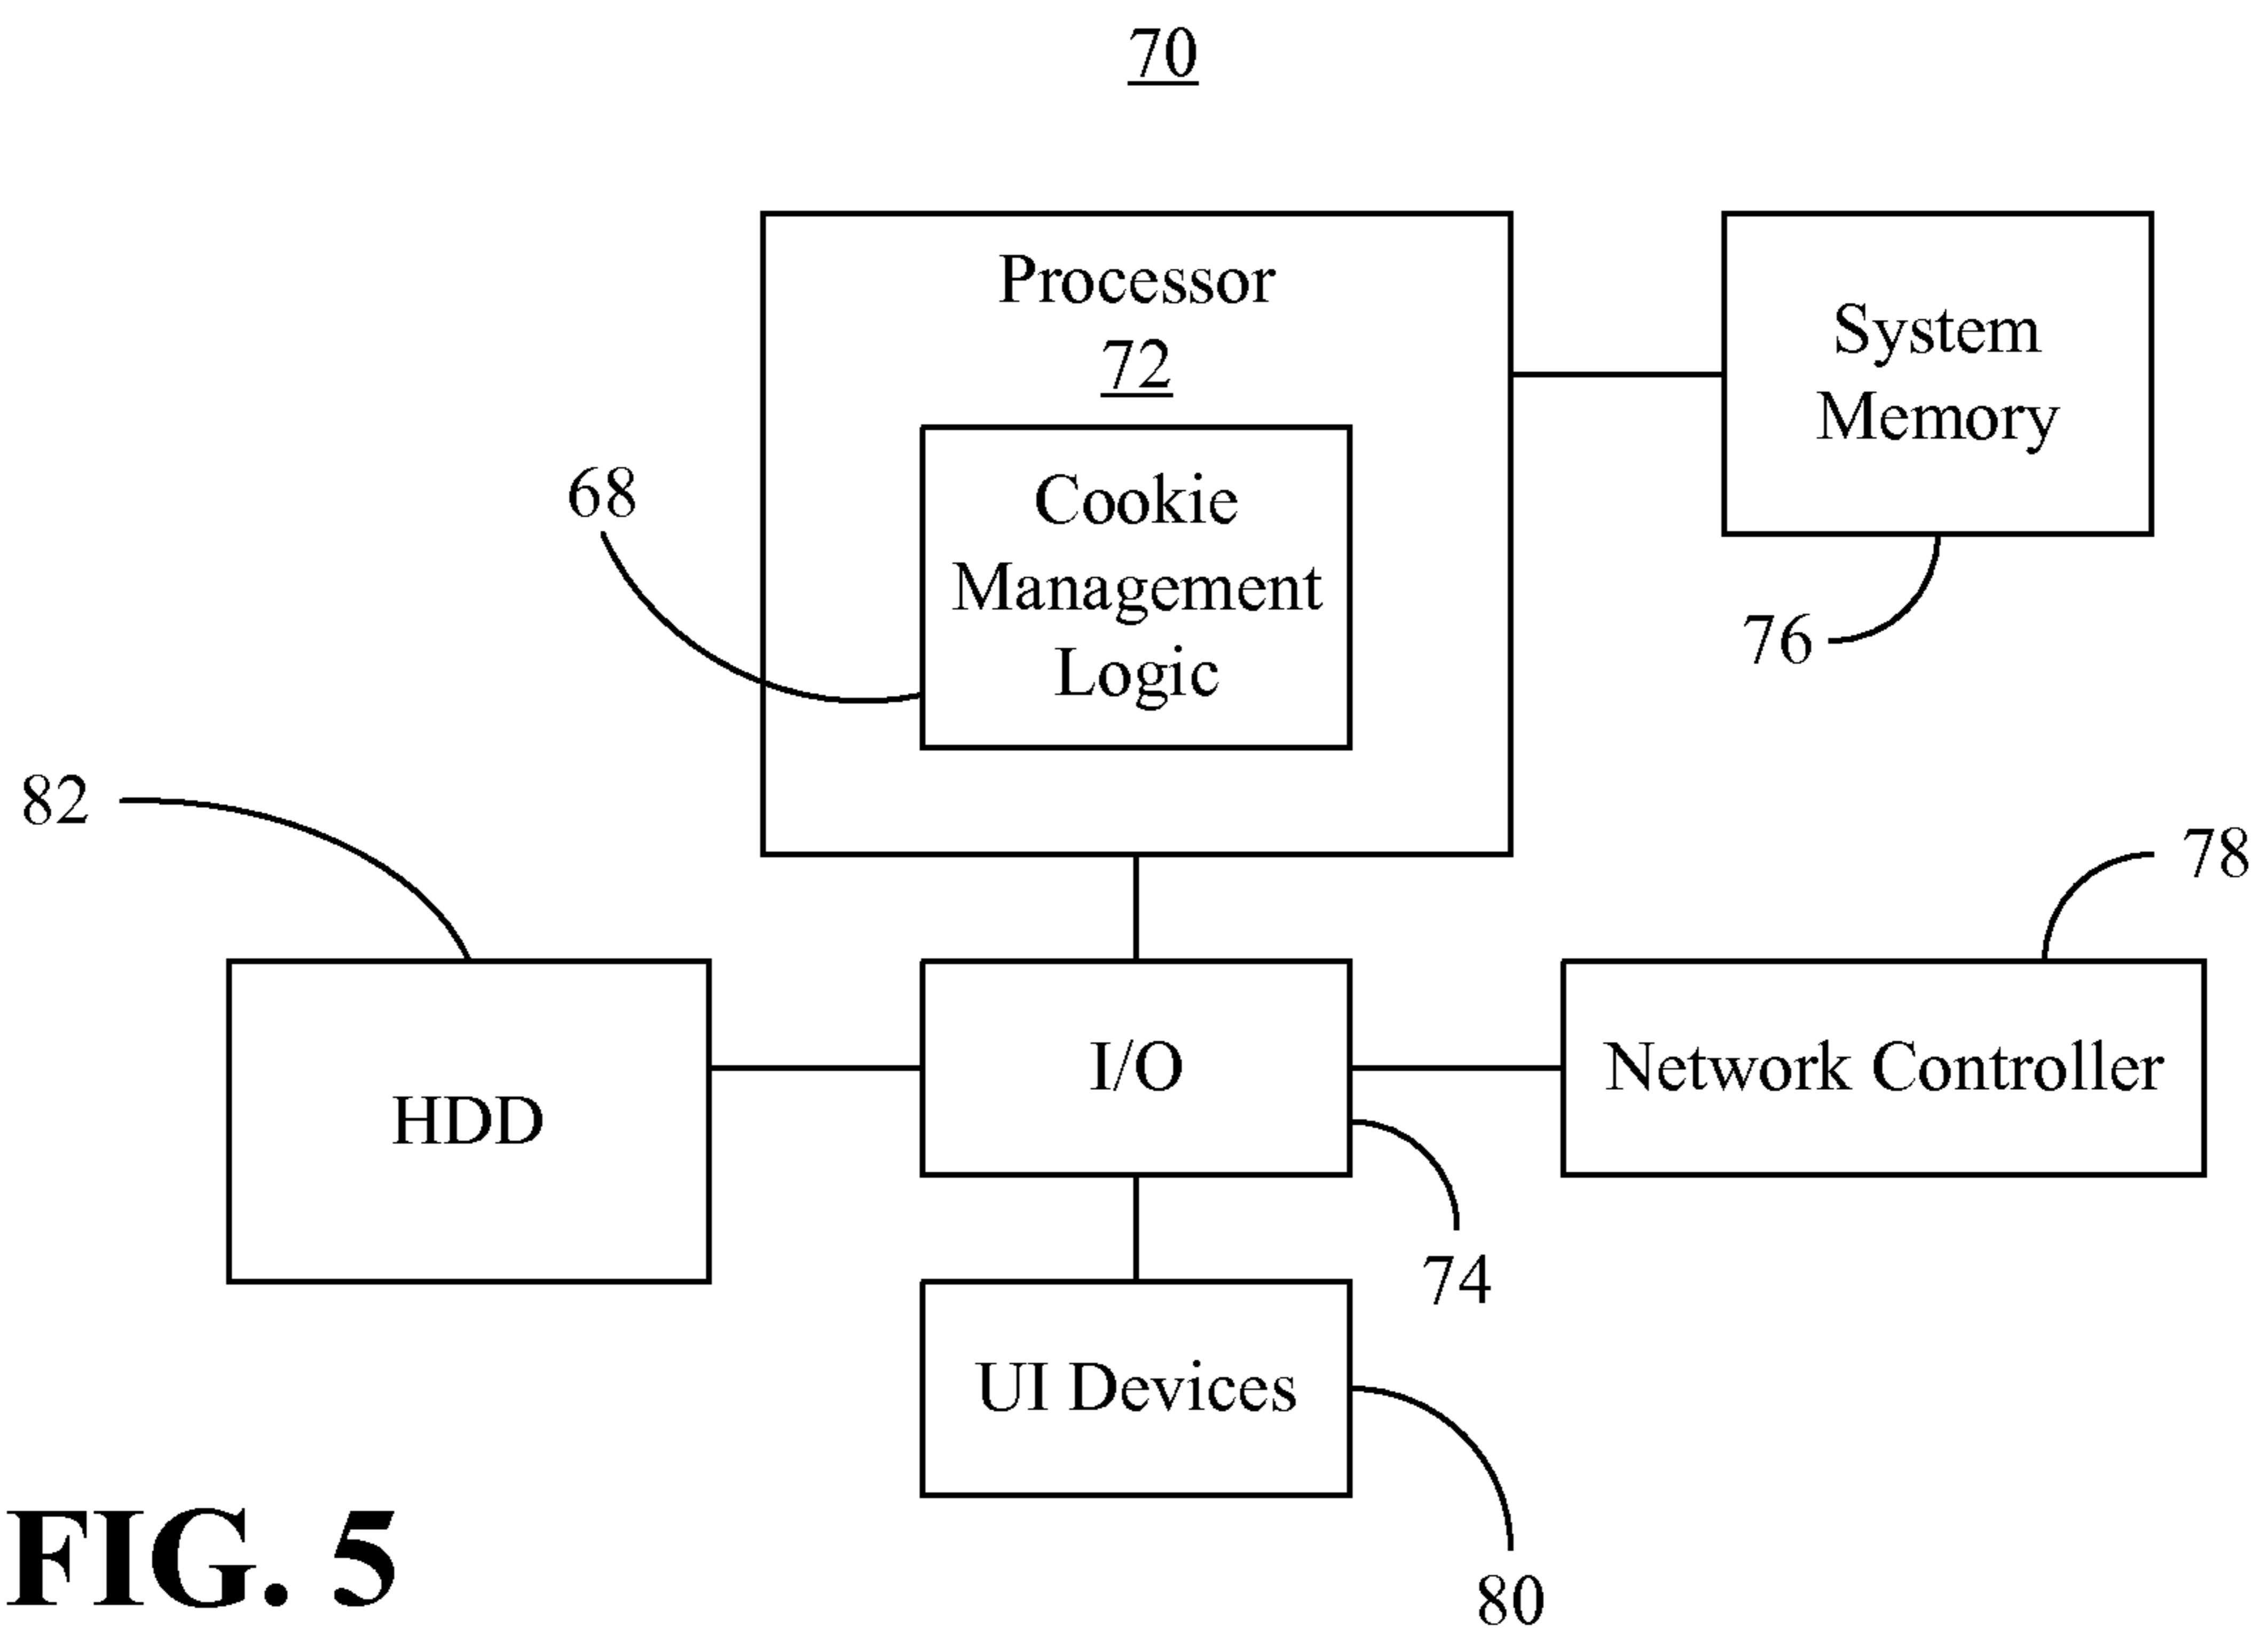 70
Processor
72
System
Memory
68
Cookie
Management
Logic
76
82
78
HDD
I/O
Network Controller
74
UI Devices
80
FIG. 5